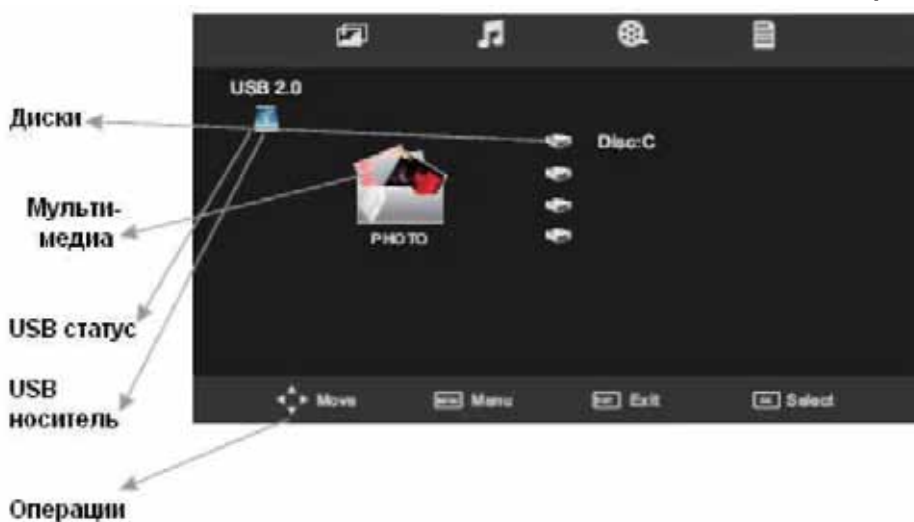 USB 2.0
Диски
Disc:C
Мульти-
медиа
PHOTO
USB статус
USB
носитель
Move
Menu
Exit
Select
Операции